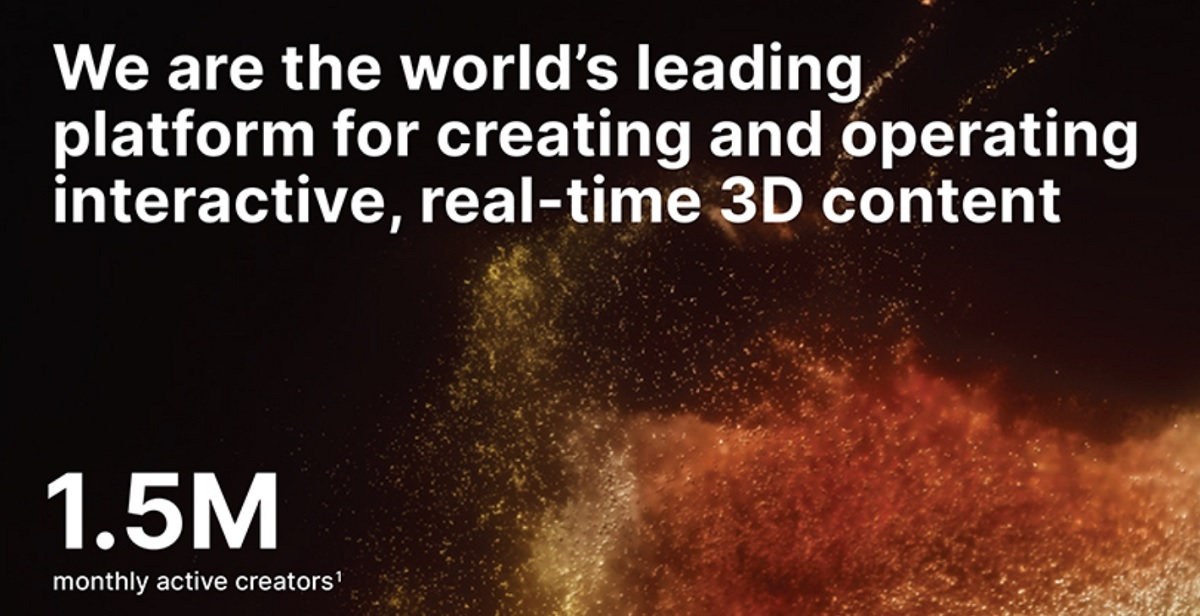 We are the world’s leading
platform for creating and operating
interactive, real-time 3D content
1.5M
monthly active creators¹